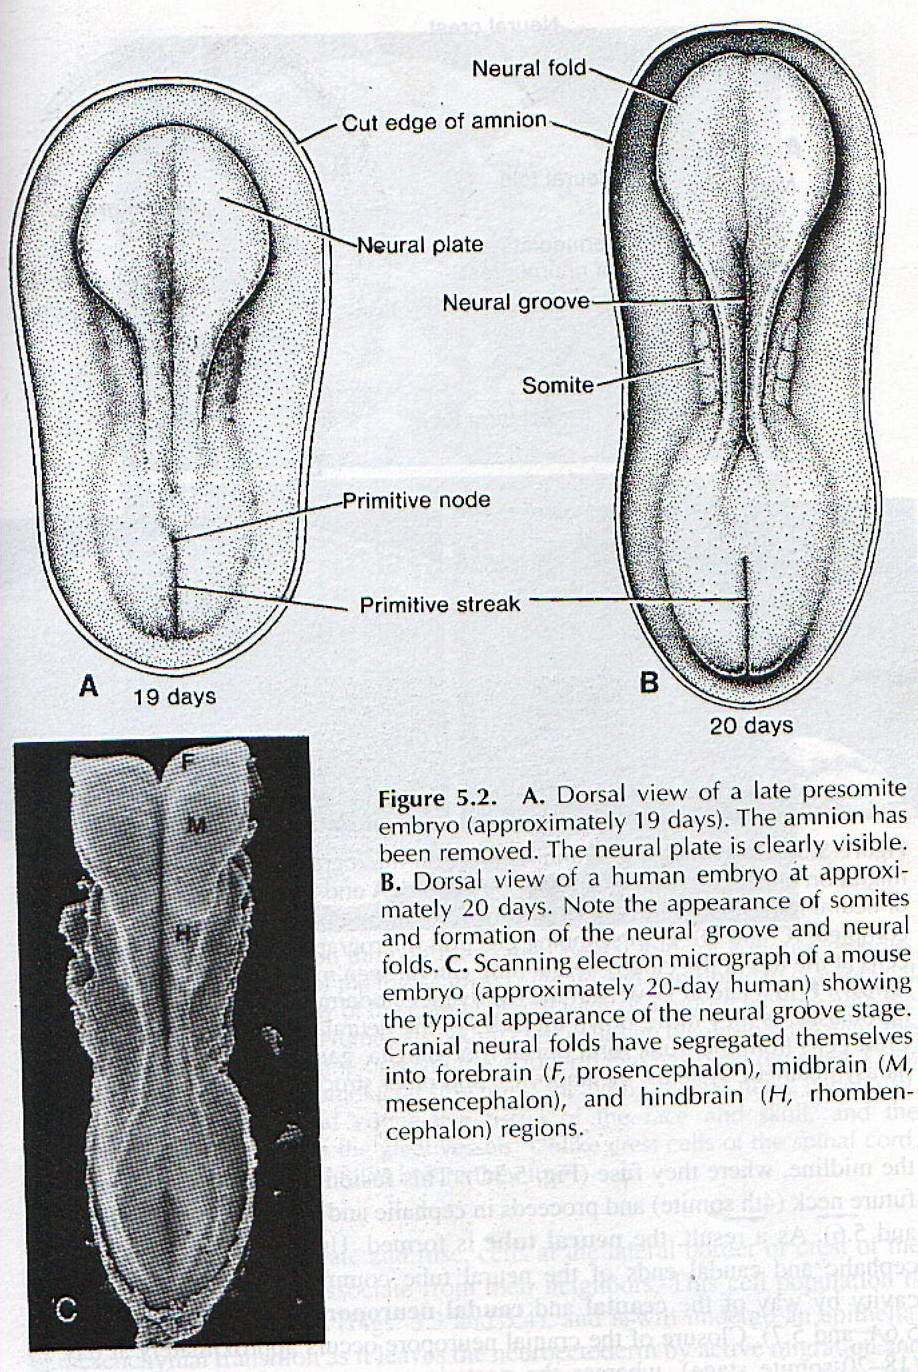 Neural fold
Cut edge of amnion
Neural plate
Neural groove
Somite
Primitive node
Primitive streak
A
19 days
B
20 days
F
M
H
C
Figure 5.2. A. Dorsal view of a late presomite
embryo (approximately 19 days). The amnion has
been removed. The neural plate is clearly visible.
B. Dorsal view of a human embryo at approxi-
mately 20 days. Note the appearance of somites
and formation of the neural groove and neural
folds. C. Scanning electron micrograph of a mouse
embryo (approximately 20-day human) showing
the typical appearance of the neural groove stage.
Cranial neural folds have segregated themselves
into forebrain (F, prosencephalon), midbrain (M,
mesencephalon), and hindbrain (H, rhomben-
cephalon) regions.